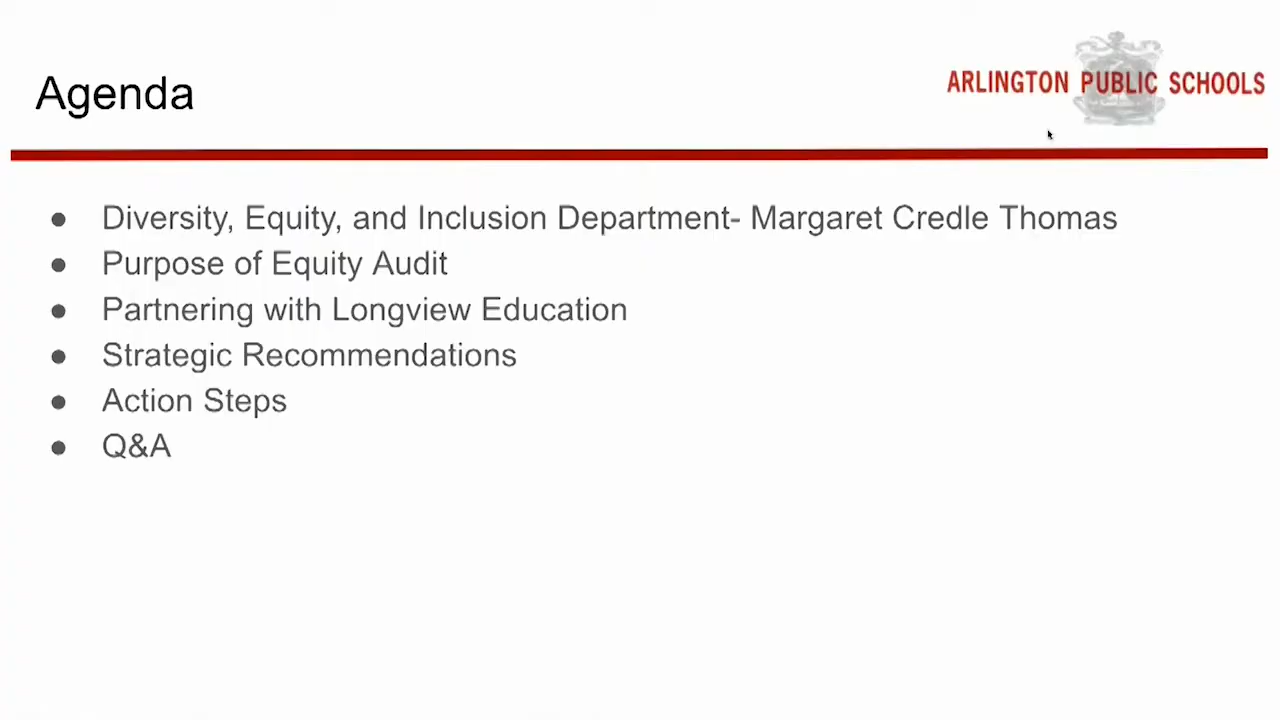 Agenda
ARLINGTON PUBLIC SCHOOLS
Diversity, Equity, and Inclusion Department- Margaret Credle Thomas
Purpose of Equity Audit
Partnering with Longview Education
Strategic Recommendations
Action Steps
Q&A